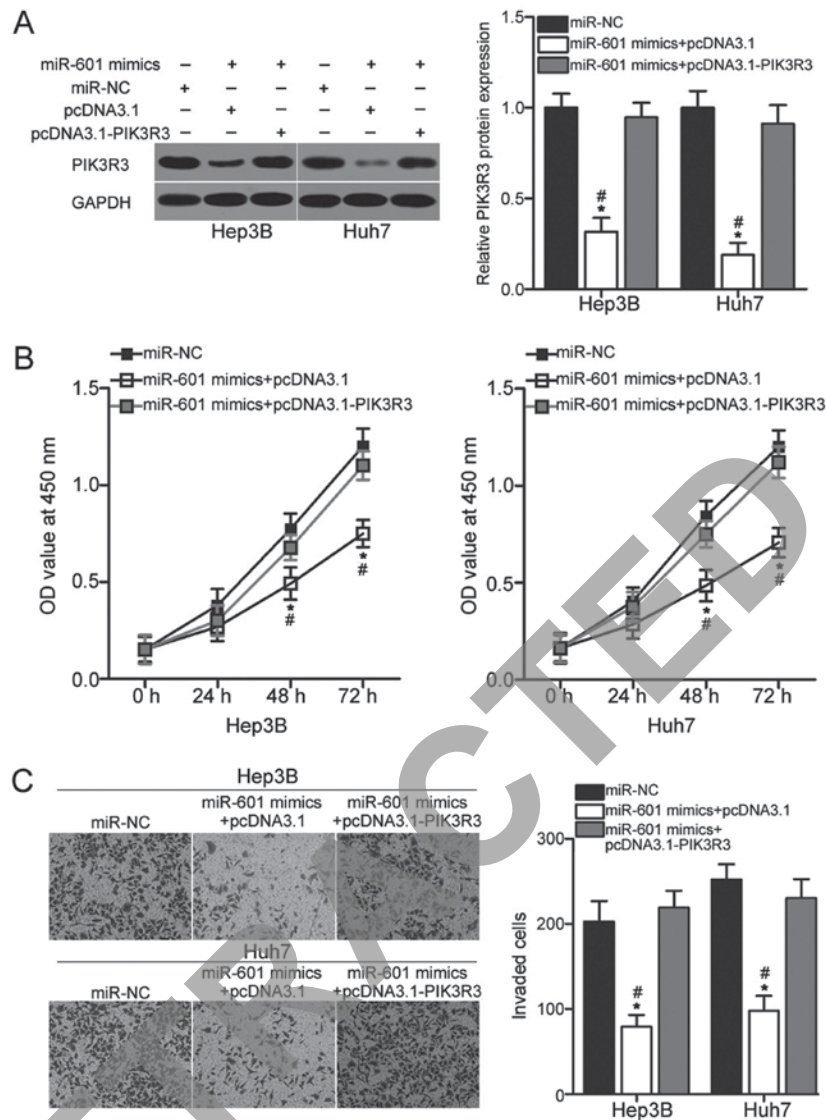 A
miR-601 mimics – + + – + +
miR-NC + – – + – –
pcDNA3.1 – + – – + –
pcDNA3.1-PIK3R3 – – + – – +
PIK3R3
GAPDH
Hep3B Huh7
miR-NC
miR-601 mimics+pcDNA3.1
miR-601 mimics+pcDNA3.1-PIK3R3
Relative PIK3R3 protein expression
1.5
1.0
0.5
0.0
#
*
#
*
Hep3B Huh7
B
miR-NC
miR-601 mimics+pcDNA3.1
miR-601 mimics+pcDNA3.1-PIK3R3
OD value at 450 nm
1.5
1.0
0.5
0.0
*
#
*
#
0 h 24 h 48 h 72 h
Hep3B
miR-NC
miR-601 mimics+pcDNA3.1
miR-601 mimics+pcDNA3.1-PIK3R3
OD value at 450 nm
1.5
1.0
0.5
0.0
*
#
*
#
0 h 24 h 48 h 72 h
Huh7
C
Hep3B
miR-NC
miR-601 mimics
+pcDNA3.1
miR-601 mimics
+pcDNA3.1-PIK3R3
Huh7
miR-NC
miR-601 mimics
+pcDNA3.1
miR-601 mimics
+pcDNA3.1-PIK3R3
miR-NC
miR-601 mimics+pcDNA3.1
miR-601 mimics+
pcDNA3.1-PIK3R3
Invaded cells
300
200
100
0
#
*
#
*
Hep3B Huh7
TRACTED